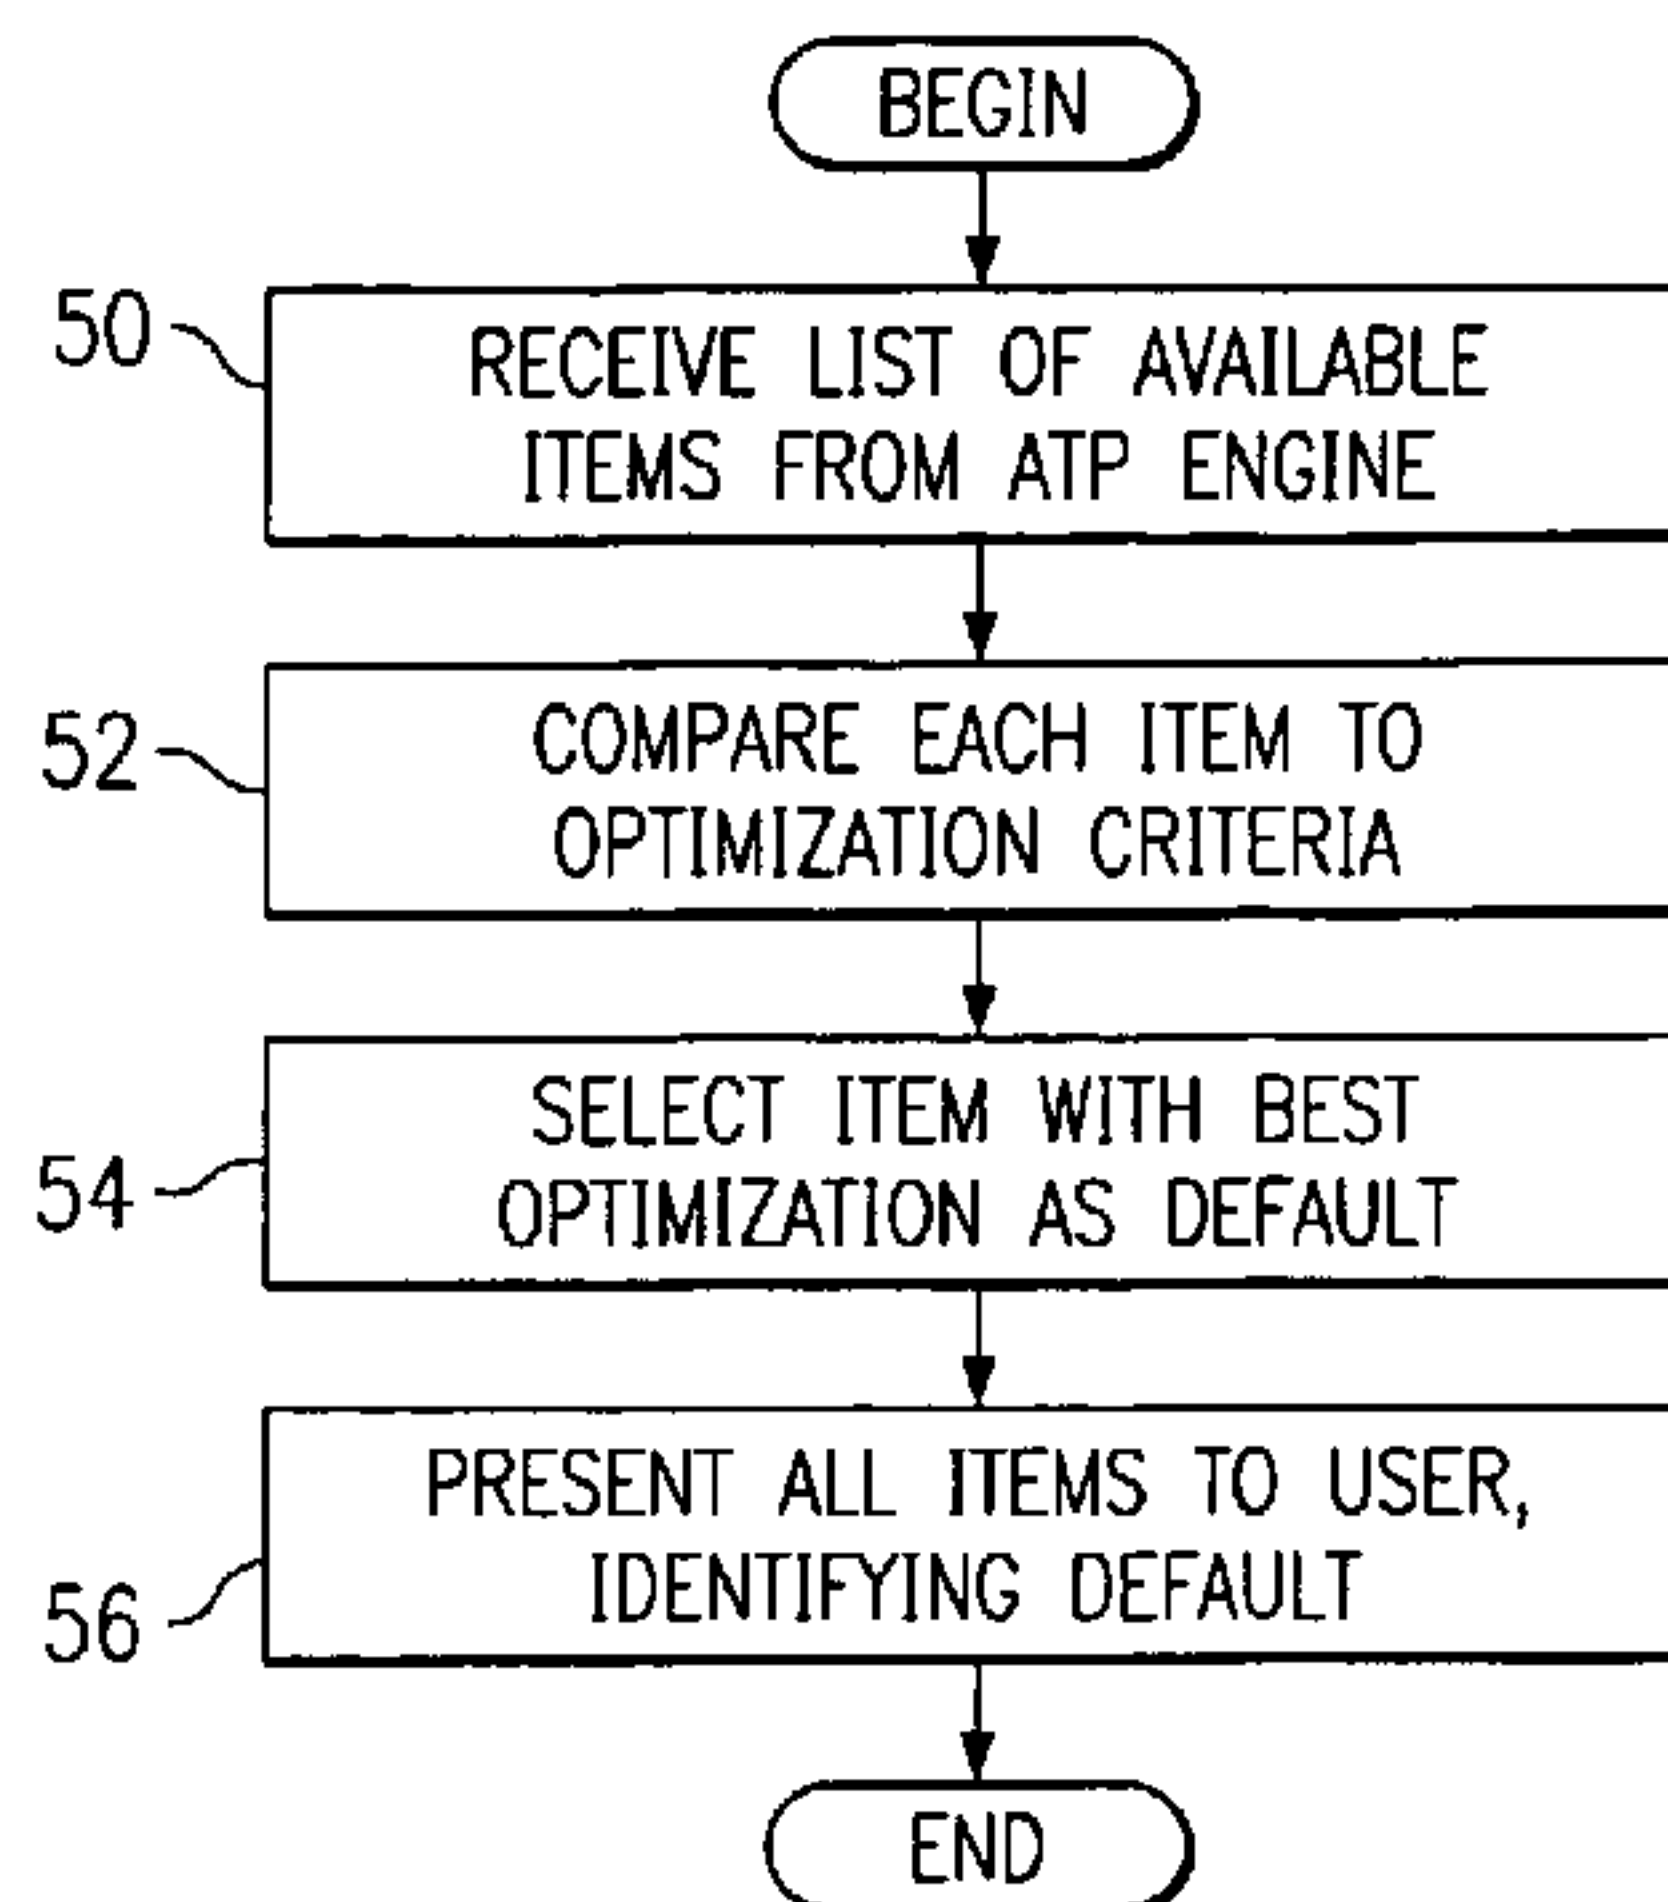 BEGIN
50
RECEIVE LIST OF AVAILABLE
ITEMS FROM ATP ENGINE
52
COMPARE EACH ITEM TO
OPTIMIZATION CRITERIA
54
SELECT ITEM WITH BEST
OPTIMIZATION AS DEFAULT
56
PRESENT ALL ITEMS TO USER,
IDENTIFYING DEFAULT
END